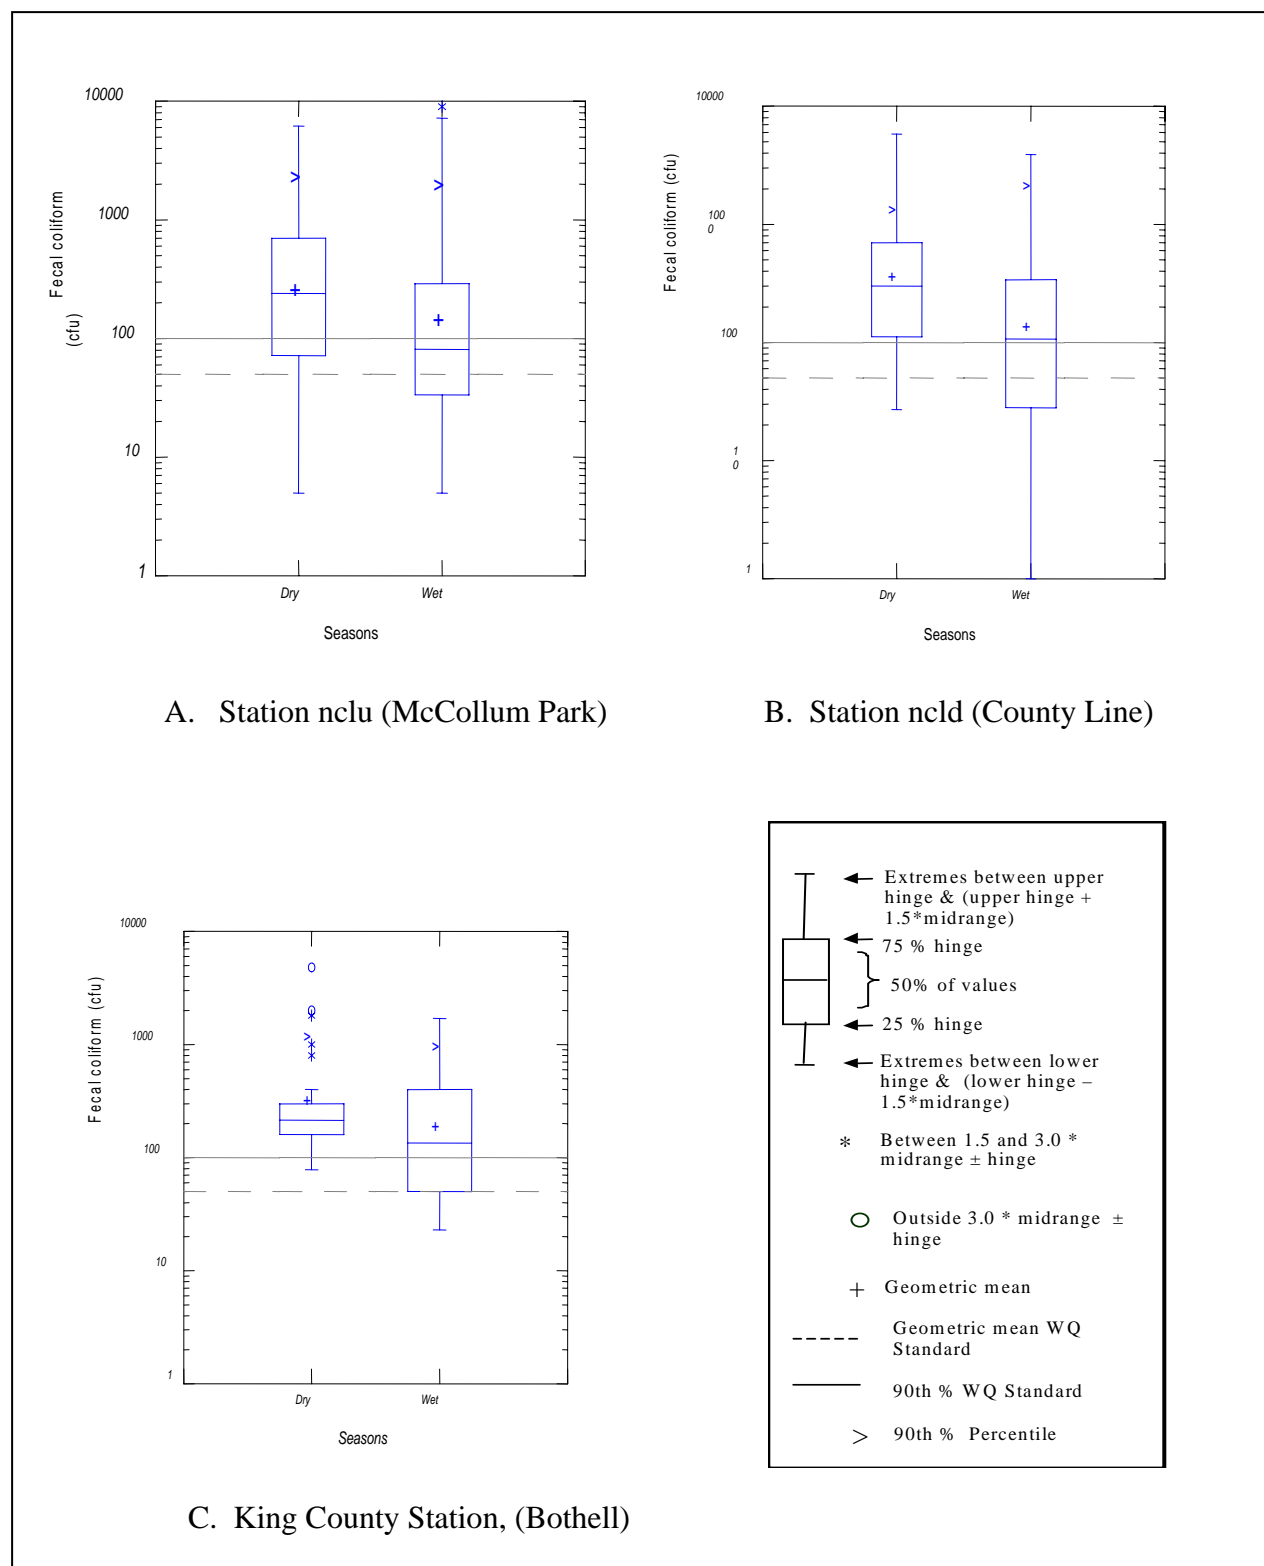 10000
1000
100
10
1
Fecal coliform
(cfu)
Dry Wet
Seasons
A. Station nclu (McCollum Park)
10000
100
0
100
1
0
1
Fecal coliform (cfu)
Dry Wet
Seasons
B. Station ncld (County Line)
10000
1000
100
10
1
Fecal coliform (cfu)
Dry Wet
Seasons
C. King County Station, (Bothell)
Extremes between upper
hinge & (upper hinge +
1.5*midrange)
75 % hinge
50% of values
25 % hinge
Extremes between lower
hinge & (lower hinge –
1.5*midrange)
* Between 1.5 and 3.0 *
midrange ± hinge
Outside 3.0 * midrange ±
hinge
+ Geometric mean
Geometric mean WQ
Standard
90th % WQ Standard
> 90th % Percentile